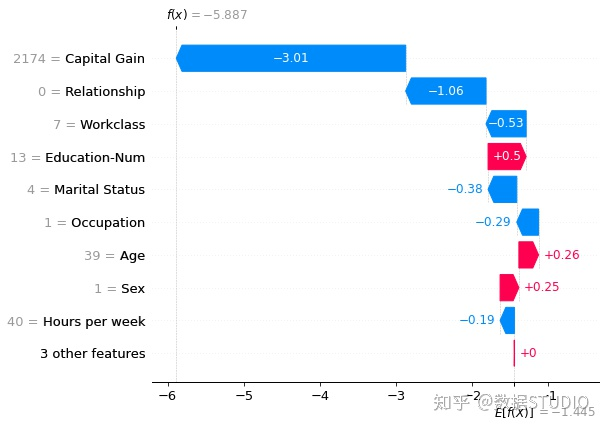 f(x) = −5.887
2174 = Capital Gain −3.01
0 = Relationship −1.06
7 = Workclass −0.53
13 = Education-Num +0.5
4 = Marital Status −0.38
1 = Occupation −0.29
39 = Age +0.26
1 = Sex +0.25
40 = Hours per week −0.19
3 other features +0
−6 −5 −4 −3 −2 −1
知乎 @数据STUDIO
E[f(X)] = −1.445